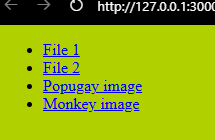 http://127.0.0.1:3000
File 1
File 2
Popugay image
Monkey image